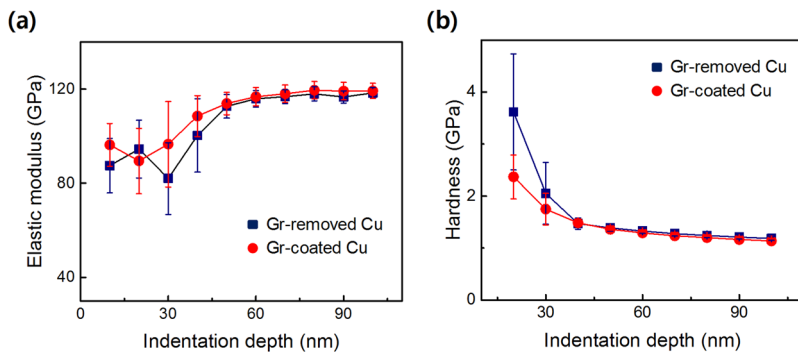 (a)
Elastic modulus (GPa)
120
80
40
Gr-removed Cu
Gr-coated Cu
0
30
60
90
Indentation depth (nm)
(b)
Hardness (GPa)
4
2
0
Gr-removed Cu
Gr-coated Cu
30
60
90
Indentation depth (nm)